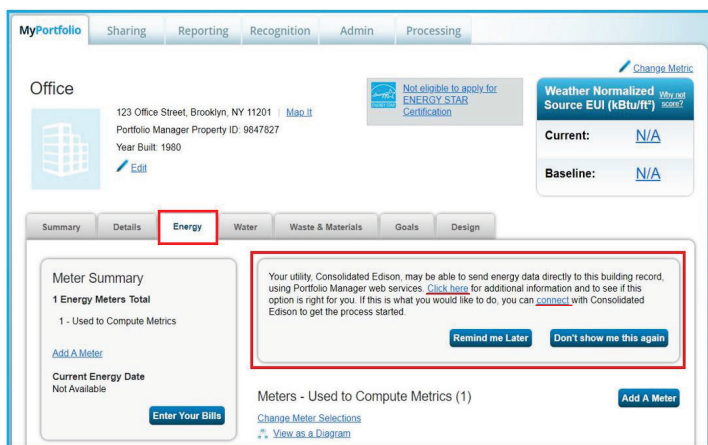 MyPortfolio
Sharing
Reporting
Recognition
Admin
Processing
Change Metric
Office
123 Office Street, Brooklyn, NY 11201 | Map It
Portfolio Manager Property ID: 9847827
Year Built: 1980
Edit
Not eligible to apply for
ENERGY STAR
Certification
Weather Normalized Why not
Source EUI (kBtu/ft²) score?
Current: N/A
Baseline: N/A
Summary
Details
Energy
Water
Waste & Materials
Goals
Design
Meter Summary
1 Energy Meters Total
1 - Used to Compute Metrics
Add A Meter
Current Energy Date
Not Available
Enter Your Bills
Your utility, Consolidated Edison, may be able to send energy data directly to this building record,
using Portfolio Manager web services. Click here for additional information and to see if this
option is right for you. If this is what you would like to do, you can connect with Consolidated
Edison to get the process started.
Remind me Later
Don't show me this again
Meters - Used to Compute Metrics (1)
Add A Meter
Change Meter Selections
View as a Diagram